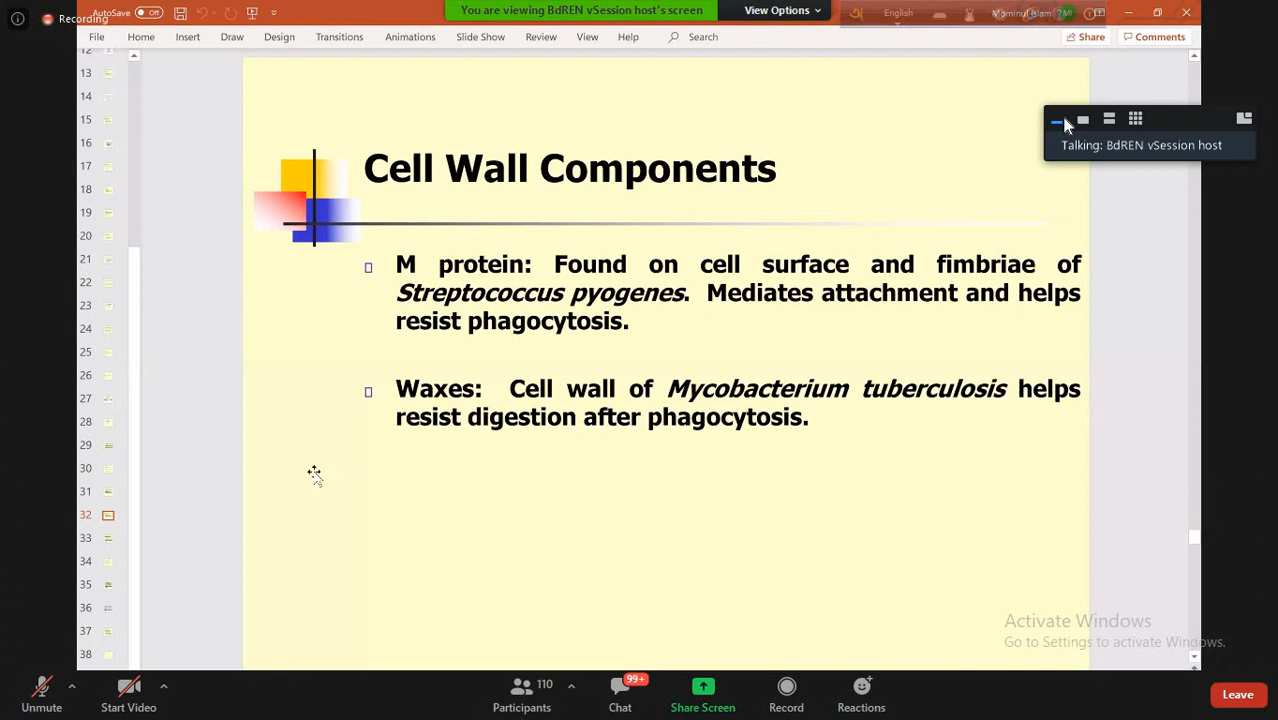 Recording
AutoSave Off
You are viewing BdREN vSession host's screen
View Options
English
Mominul Islam
File Home Insert Draw Design Transitions Animations Slide Show Review View Help Search Share Comments
Talking: BdREN vSession host
12
13
14
15
16
17
18
19
20
21
22
23
24
25
26
27
28
29
30
31
32
33
34
35
36
37
38
Cell Wall Components
M protein: Found on cell surface and fimbriae of
Streptococcus pyogenes. Mediates attachment and helps
resist phagocytosis.
Waxes: Cell wall of Mycobacterium tuberculosis helps
resist digestion after phagocytosis.
Activate Windows
Go to Settings to activate Windows.
Unmute
Start Video
110
Participants
99+
Chat
Share Screen
Record
Reactions
Leave